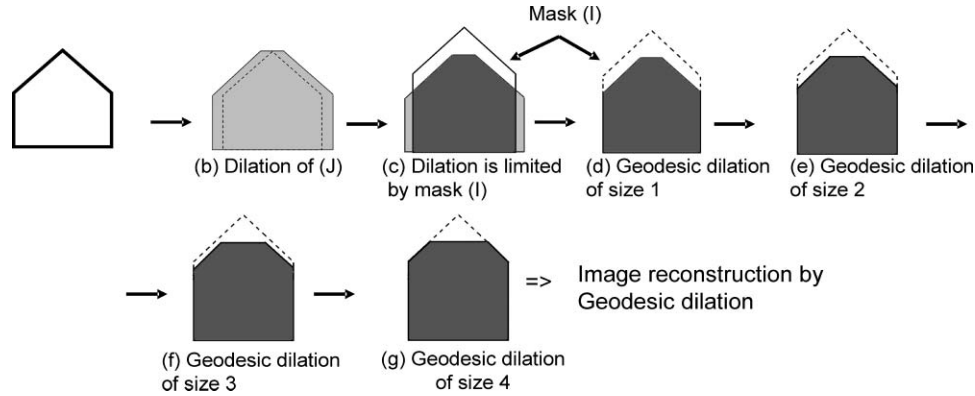 Mask (I)
(b) Dilation of (J)
(c) Dilation is limited
by mask (I)
(d) Geodesic dilation
of size 1
(e) Geodesic dilation
of size 2
(f) Geodesic dilation
of size 3
(g) Geodesic dilation
of size 4
=>
Image reconstruction by
Geodesic dilation